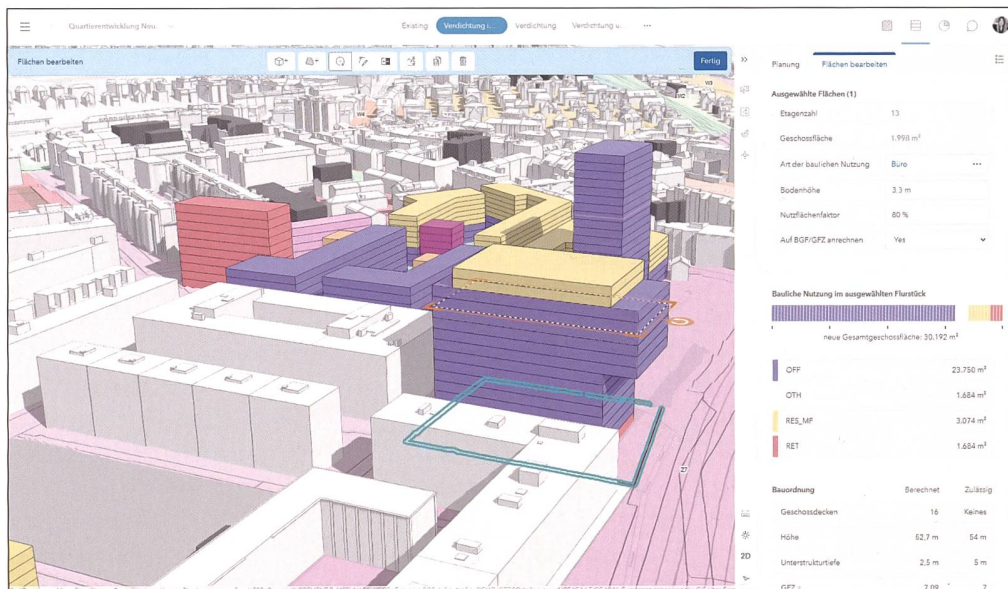 Quartiersentwicklung Neu
Existing
Verdichtung u...
Verdichtung
Verdichtung u.
Flächen bearbeiten
Fertig
Planung
Flächen bearbeiten
Ausgewählte Flächen (1)
Etagenzahl 13
Geschossfläche 1.998 m²
Art der baulichen Nutzung Büro
Bodenhöhe 3.3 m
Nutzflächenfaktor 80 %
Auf BGF/GFZ anrechnen Yes
Bauliche Nutzung im ausgewählten Flurstück
neue Gesamtgeschossfläche: 30.192 m²
OFF 23.750 m²
OTH 1.684 m²
RES_MF 3.074 m²
RET 1.684 m²
Bauordnung Berechnet Zulässig
Geschossdecken 16 Keines
Höhe 52,7 m 54 m
Unterstrukturtiefe 2,5 m 5 m
2D